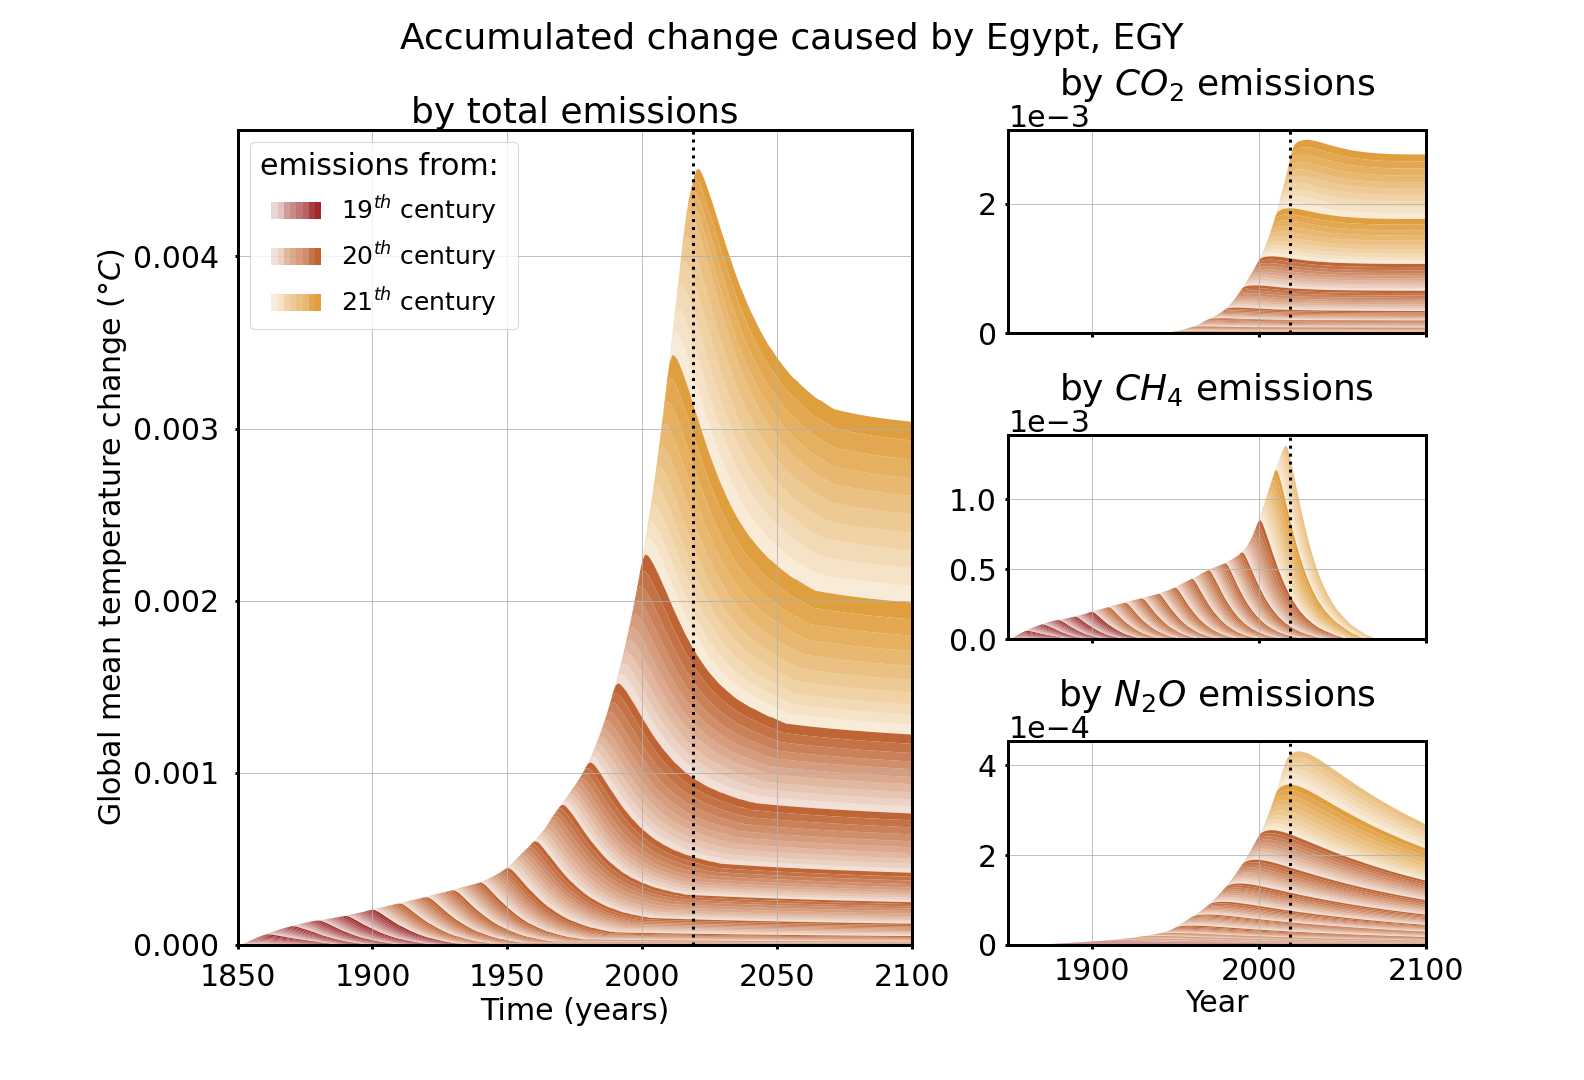 Accumulated change caused by Egypt, EGY
by total emissions
emissions from:
19th century
20th century
21th century
Global mean temperature change (°C)
0.004
0.003
0.002
0.001
0.000
1850 1900 1950 2000 2050 2100
Time (years)
by CO2 emissions
1e−3
2
0
by CH4 emissions
1e−3
1.0
0.5
0.0
by N2O emissions
1e−4
4
2
0
1900 2000 2100
Year